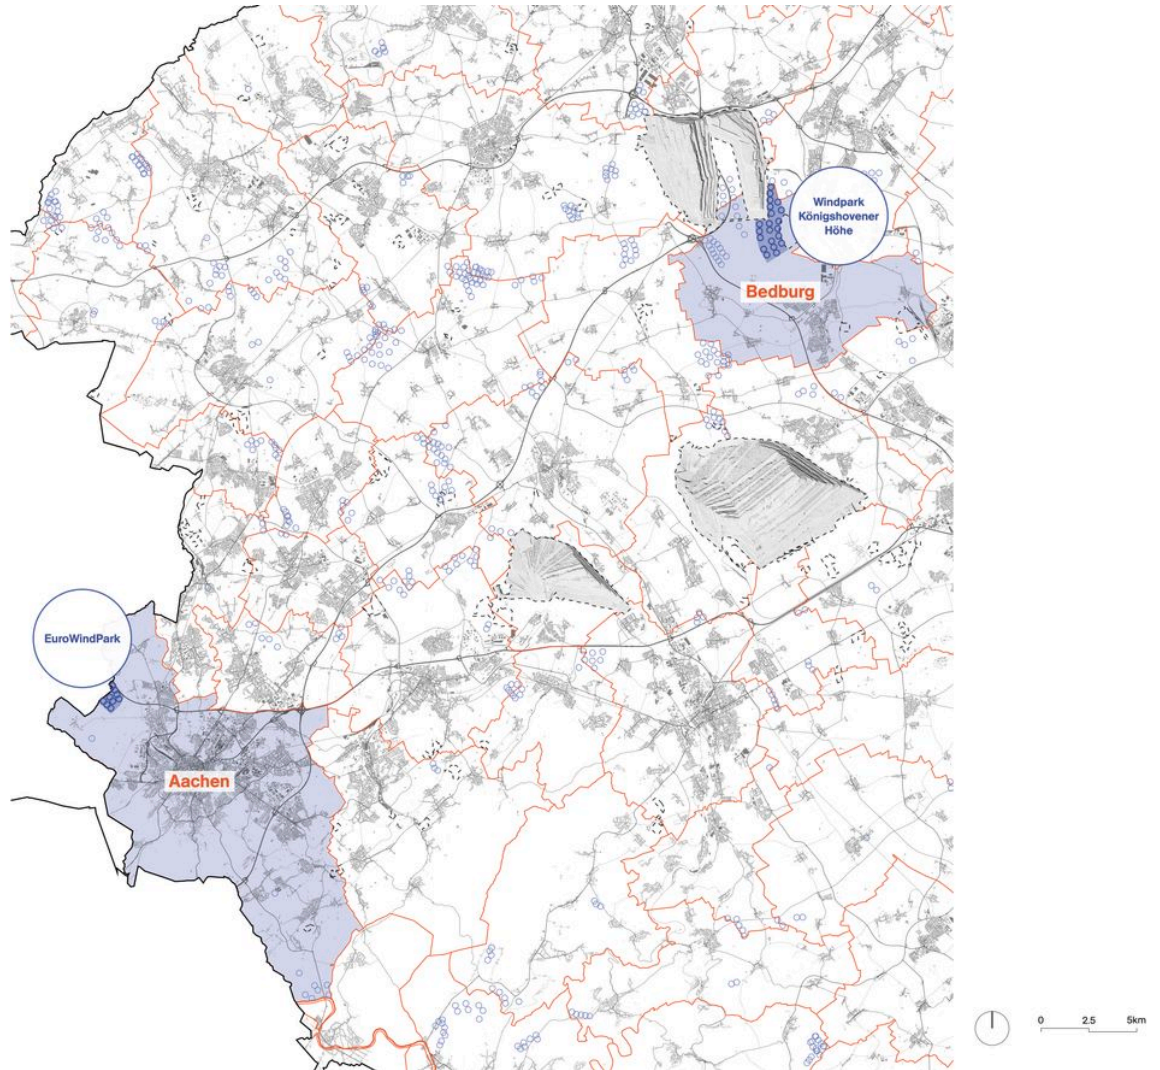 Windpark
Königshovener
Höhe
Bedburg
EuroWindPark
Aachen
0 2.5 5km